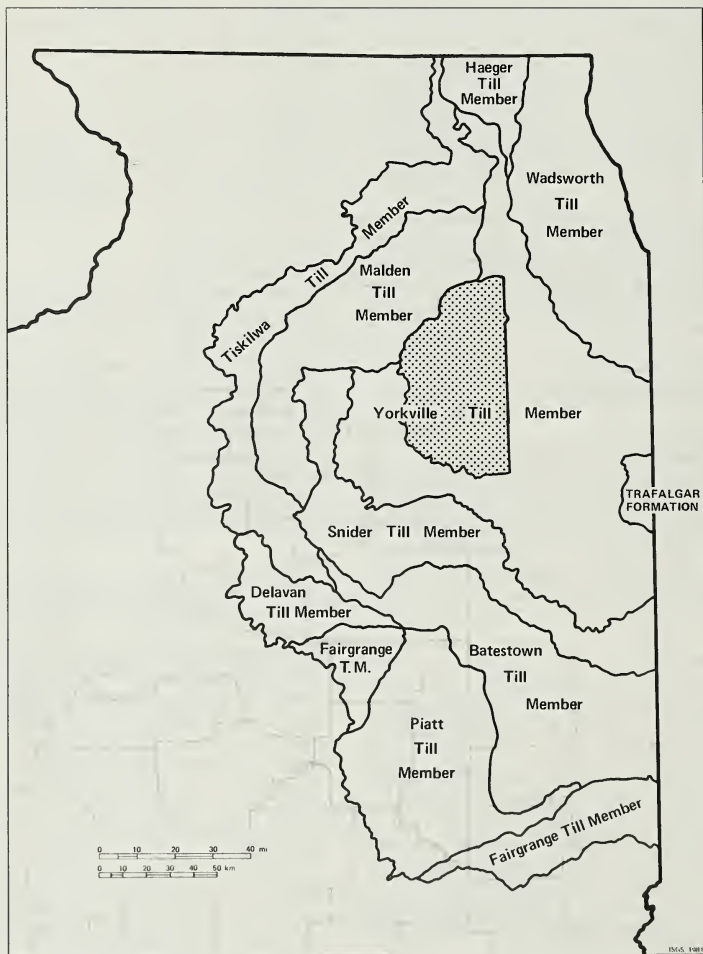 Haeger
Till
Member
Wadsworth
Till
Member
Tiskilwa Till Member
Malden
Till
Member
Yorkville Till Member
TRAFALGAR
FORMATION
Snider Till Member
Delavan
Till Member
Fairgrange
T.M.
Batestown
Till
Member
Piatt
Till
Member
Fairgrange Till Member
0 10 20 30 40 mi
0 10 20 30 40 50 km